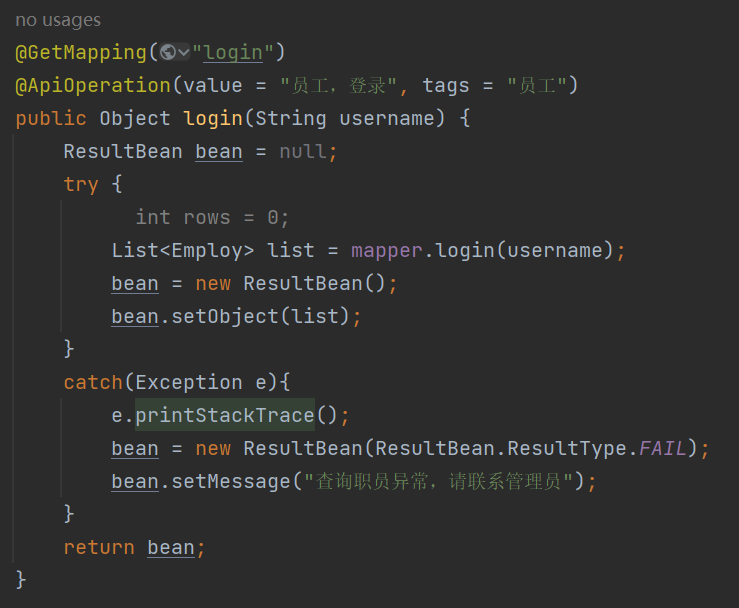 no usages
@GetMapping("login")
@ApiOperation(value = "员工，登录", tags = "员工")
public Object login(String username) {
    ResultBean bean = null;
    try {
          int rows = 0;
        List<Employ> list = mapper.login(username);
        bean = new ResultBean();
        bean.setObject(list);
    }
    catch(Exception e){
        e.printStackTrace();
        bean = new ResultBean(ResultBean.ResultType.FAIL);
        bean.setMessage("查询职员异常，请联系管理员");
    }
    return bean;
}